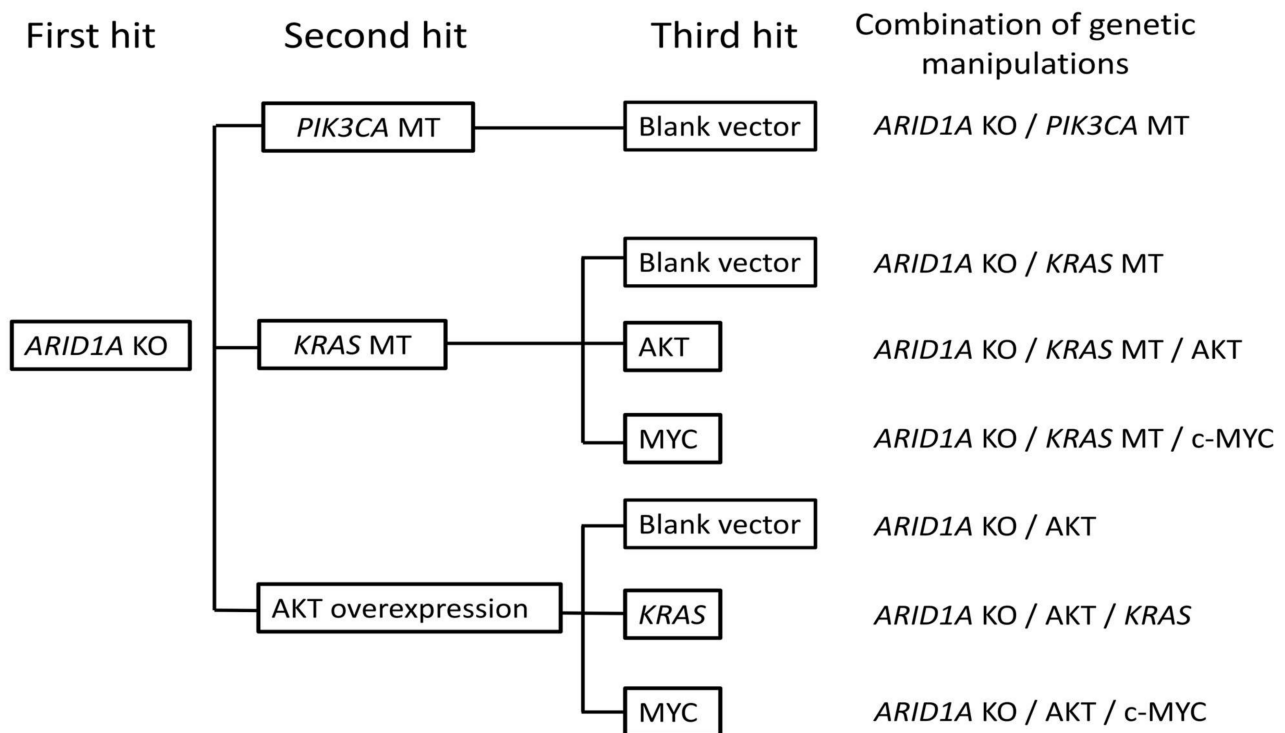 First hit
Second hit
Third hit
Combination of genetic
manipulations
PIK3CA MT
Blank vector
ARID1A KO / PIK3CA MT
Blank vector
ARID1A KO / KRAS MT
ARID1A KO
KRAS MT
AKT
ARID1A KO / KRAS MT / AKT
MYC
ARID1A KO / KRAS MT / c-MYC
Blank vector
ARID1A KO / AKT
AKT overexpression
KRAS
ARID1A KO / AKT / KRAS
MYC
ARID1A KO / AKT / c-MYC